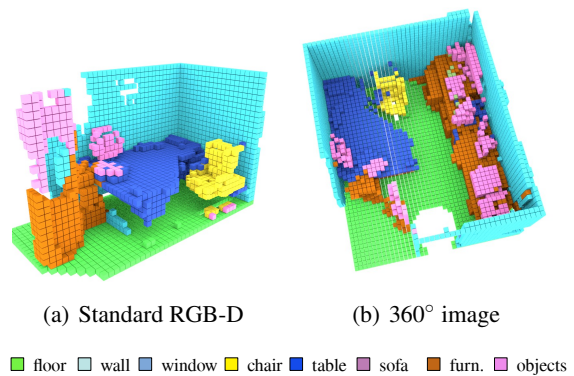 (a) Standard RGB-D (b) 360° image
floor wall window chair table sofa furn. objects